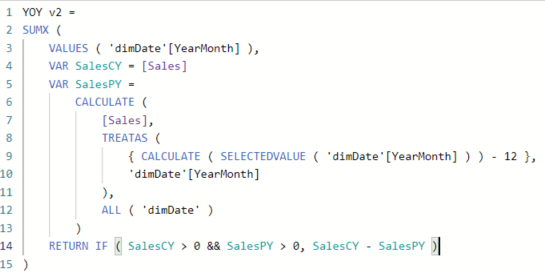 1 YOY v2 =
2 SUMX (
3 VALUES ( 'dimDate'[YearMonth] ),
4 VAR SalesCY = [Sales]
5 VAR SalesPY =
6 CALCULATE (
7 [Sales],
8 TREATAS (
9 { CALCULATE ( SELECTEDVALUE ( 'dimDate'[YearMonth] ) ) - 12 },
10 'dimDate'[YearMonth]
11 ),
12 ALL ( 'dimDate' )
13 )
14 RETURN IF ( SalesCY > 0 && SalesPY > 0, SalesCY - SalesPY )
15 )